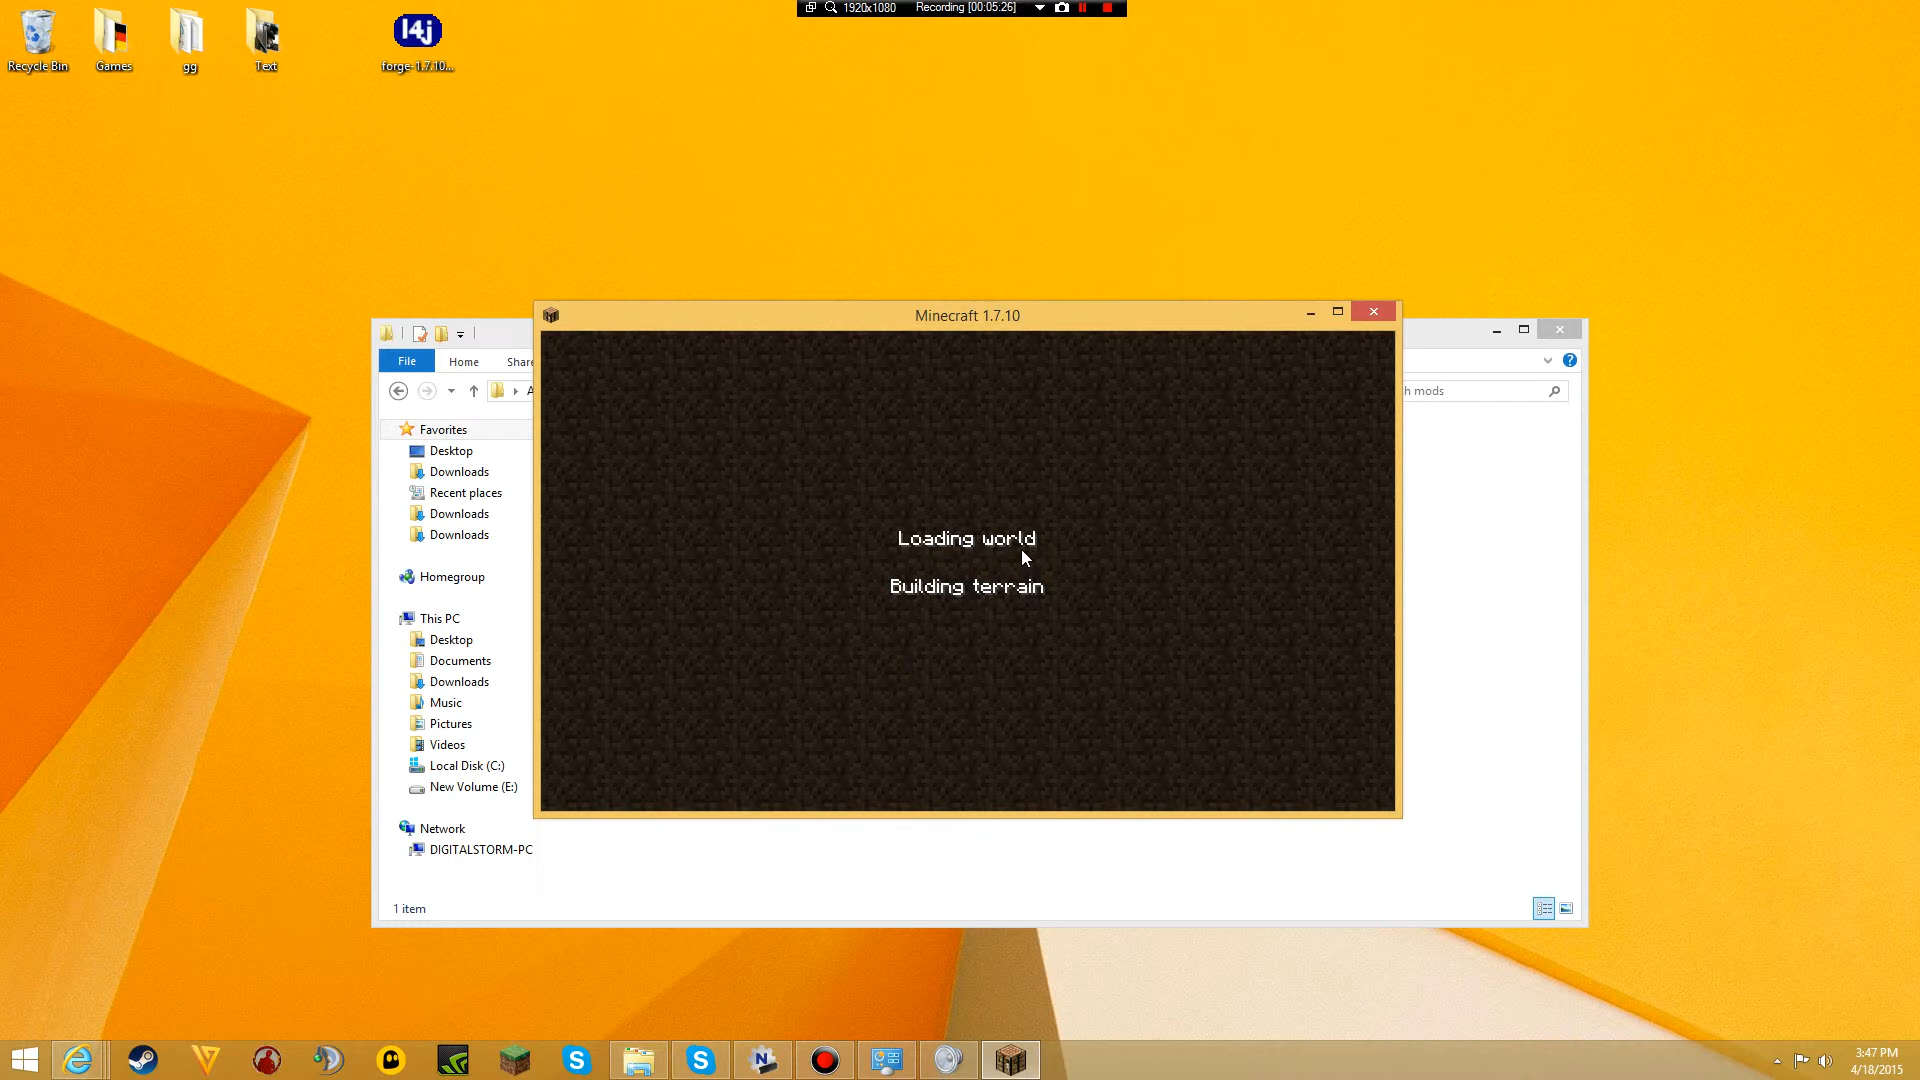 1920x1080
Recording [00:05:26]
Recycle Bin
Games
gg
Text
l4j
forge-1.7.10...
Minecraft 1.7.10
File
Home
Share
A
h mods
Favorites
Desktop
Downloads
Recent places
Downloads
Downloads
Homegroup
This PC
Desktop
Documents
Downloads
Music
Pictures
Videos
Local Disk (C:)
New Volume (E:)
Network
DIGITALSTORM-PC
1 item
Loading world
Building terrain
3:47 PM
4/18/2015